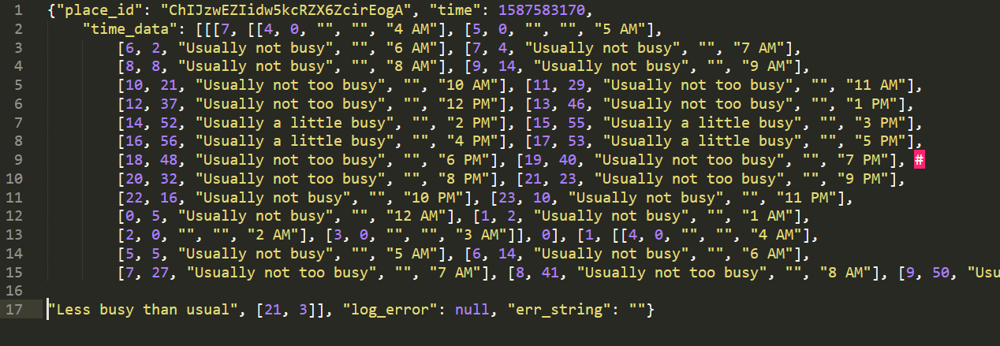 1 {"place_id": "ChIJzwEZIidw5kcRZX6ZcirEogA", "time": 1587583170,
2 "time_data": [[[7, [[4, 0, "", "", "4 AM"], [5, 0, "", "", "5 AM"],
3 [6, 2, "Usually not busy", "", "6 AM"], [7, 4, "Usually not busy", "", "7 AM"],
4 [8, 8, "Usually not busy", "", "8 AM"], [9, 14, "Usually not busy", "", "9 AM"],
5 [10, 21, "Usually not too busy", "", "10 AM"], [11, 29, "Usually not too busy", "", "11 AM"],
6 [12, 37, "Usually not too busy", "", "12 PM"], [13, 46, "Usually not too busy", "", "1 PM"],
7 [14, 52, "Usually a little busy", "", "2 PM"], [15, 55, "Usually a little busy", "", "3 PM"],
8 [16, 56, "Usually a little busy", "", "4 PM"], [17, 53, "Usually a little busy", "", "5 PM"],
9 [18, 48, "Usually not too busy", "", "6 PM"], [19, 40, "Usually not too busy", "", "7 PM"], #
10 [20, 32, "Usually not too busy", "", "8 PM"], [21, 23, "Usually not too busy", "", "9 PM"],
11 [22, 16, "Usually not busy", "", "10 PM"], [23, 10, "Usually not busy", "", "11 PM"],
12 [0, 5, "Usually not busy", "", "12 AM"], [1, 2, "Usually not busy", "", "1 AM"],
13 [2, 0, "", "", "2 AM"], [3, 0, "", "", "3 AM"]], 0], [1, [[4, 0, "", "", "4 AM"],
14 [5, 5, "Usually not busy", "", "5 AM"], [6, 14, "Usually not busy", "", "6 AM"],
15 [7, 27, "Usually not too busy", "", "7 AM"], [8, 41, "Usually not too busy", "", "8 AM"], [9, 50, "Usu
16
17 "Less busy than usual", [21, 3]], "log_error": null, "err_string": ""}